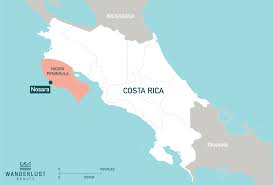 NICARAGUA
NICOYA
PENINSULA
Nosara
COSTA RICA
PANAMA
WANDERLUST